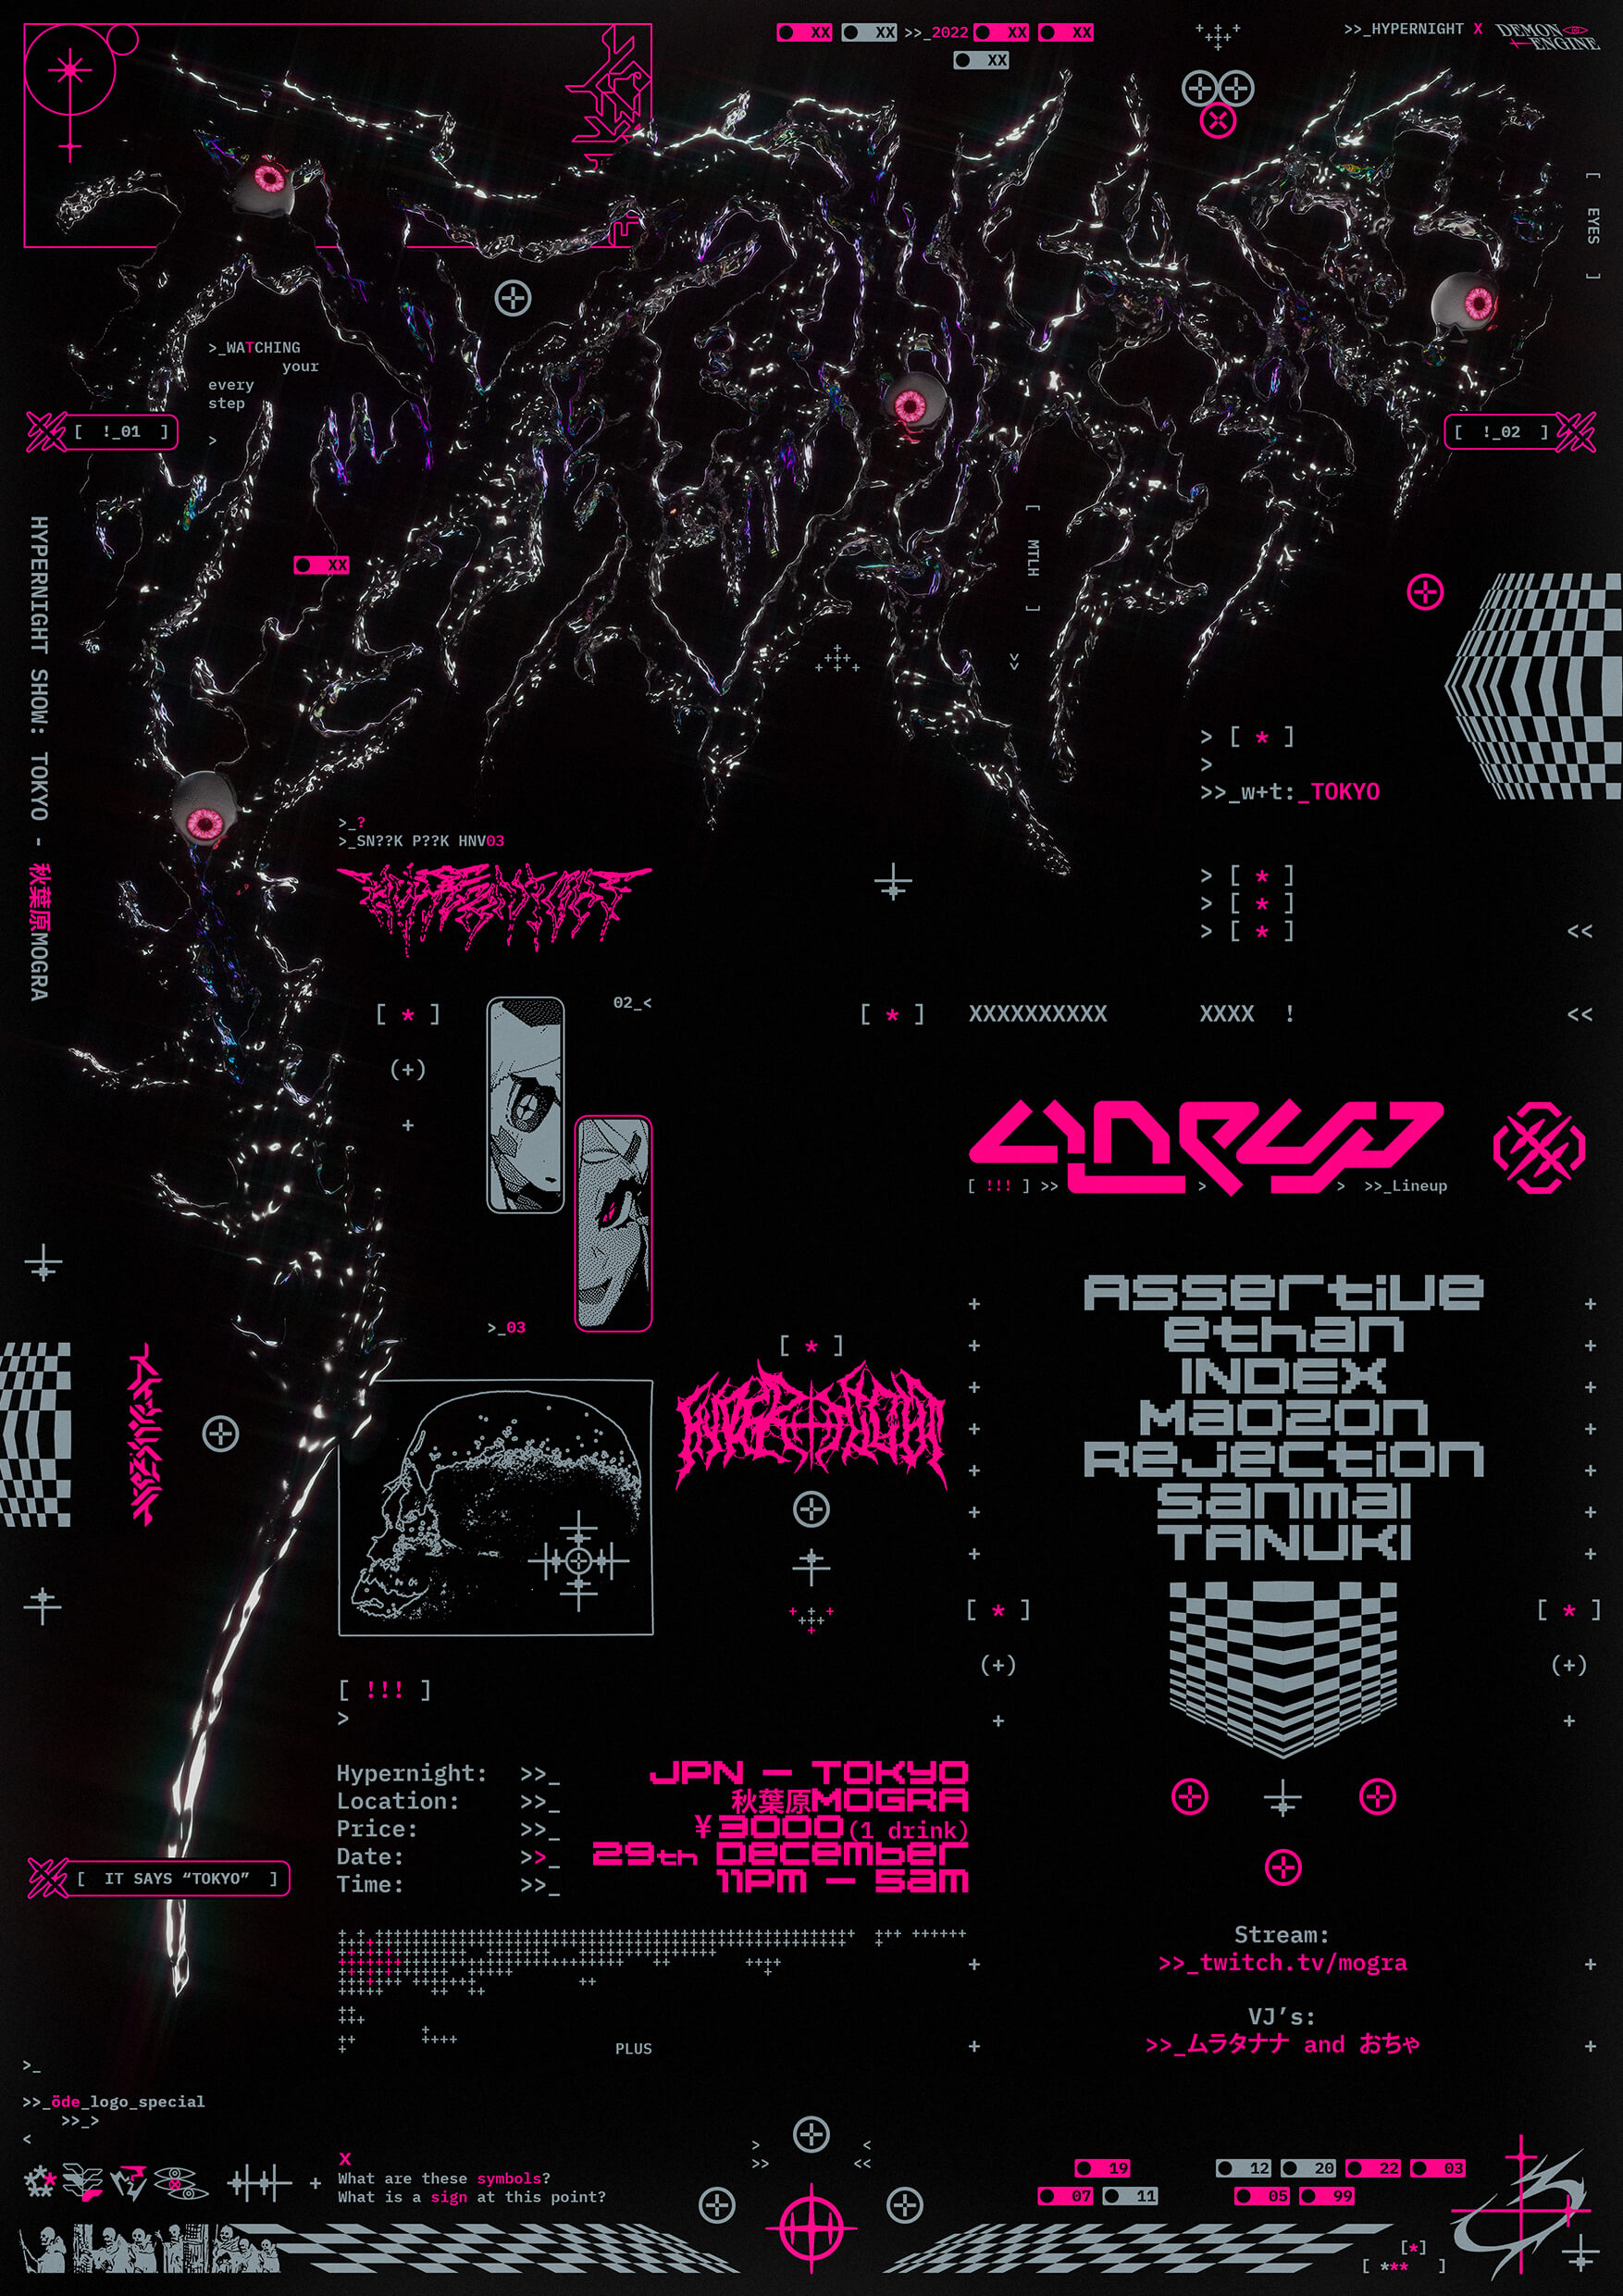 XX XX >>_2022 XX XX
XX
>>_HYPERNIGHT X
DEMON
ENGINE
[ EYES ]
>_WATCHING
your
every
step
>
[ !_01 ]
[ !_02 ]
XX
[ MTLH ]
>>
HYPERNIGHT SHOW: TOKYO - 秋葉原MOGRA
> [ * ]
>
>>_w+t:_TOKYO
>_?
>_SN??K P??K HNV03
HYPERNIGHT
> [ * ]
> [ * ]
> [ * ] <<
[ * ] 02_<
(+)
+
[ * ] XXXXXXXXXX XXXX ! <<
LINEUP
[ !!! ] >> > > >>_Lineup
>_03
[ * ]
HYPERNIGHT
Assertive
ethan
INDEX
Maozon
Rejection
sanmai
TANUKI
[ * ] [ * ]
(+) (+)
+ +
[ !!! ]
>
Hypernight: >>_ JPN — TOKYO
Location: >>_ 秋葉原MOGRA
Price: >>_ ¥3000(1 drink)
Date: >>_ 29th December
Time: >>_ 11PM — 5am
[ IT SAYS “TOKYO” ]
PLUS
Stream:
>>_twitch.tv/mogra
VJ’s:
>>_ムラタナナ and おちゃ
>_
>>_öde_logo_special
>>_>
<
X
What are these symbols?
What is a sign at this point?
> <
>> <<
19 12 20 22 03
07 11 05 99
[*]
[ *** ]